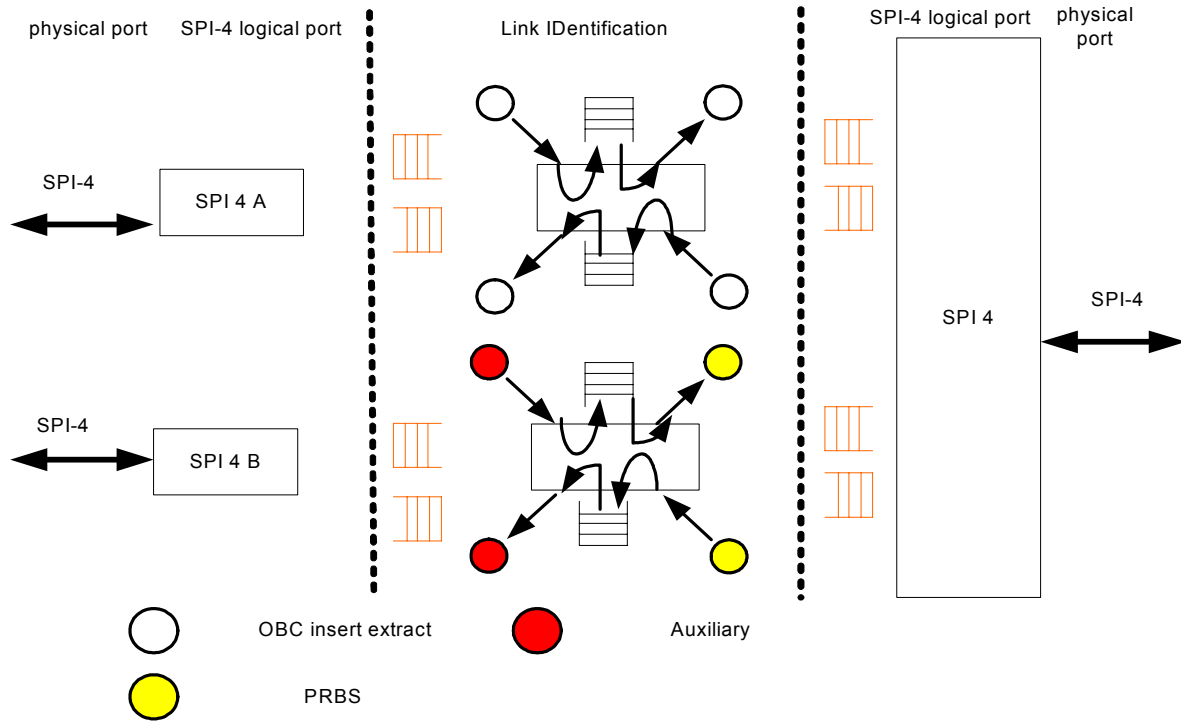 physical port
SPI-4 logical port
Link IDentification
SPI-4 logical port
physical
port
SPI-4
SPI 4 A
SPI 4
SPI-4
SPI-4
SPI 4 B
OBC insert extract
Auxiliary
PRBS